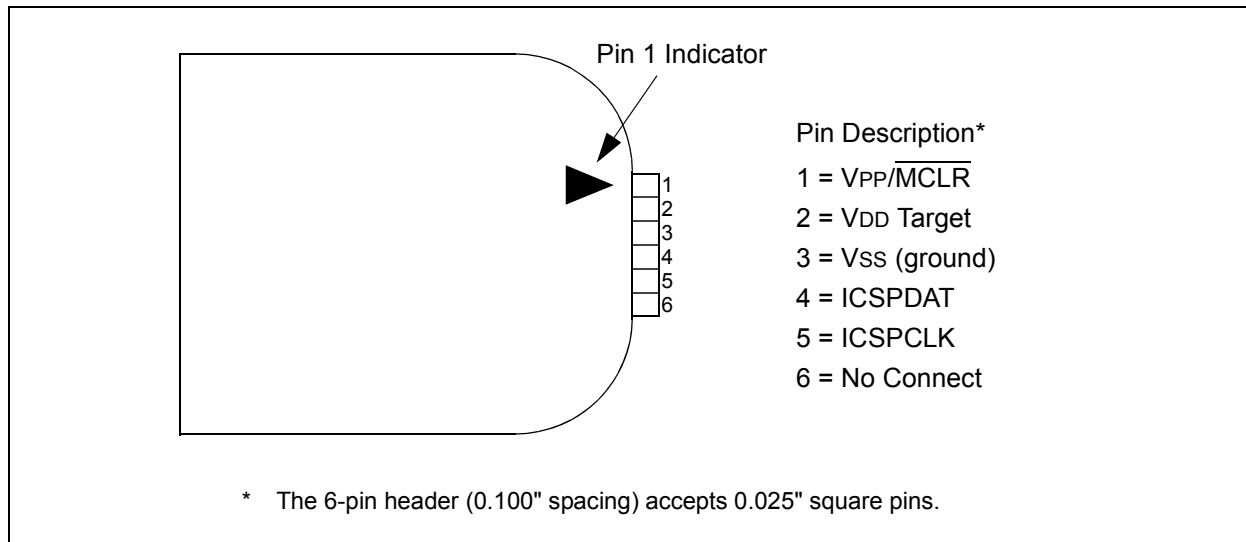 Pin 1 Indicator
1
2
3
4
5
6
Pin Description*
1 = VPP/M̅C̅L̅R̅
2 = VDD Target
3 = VSS (ground)
4 = ICSPDAT
5 = ICSPCLK
6 = No Connect
* The 6-pin header (0.100" spacing) accepts 0.025" square pins.